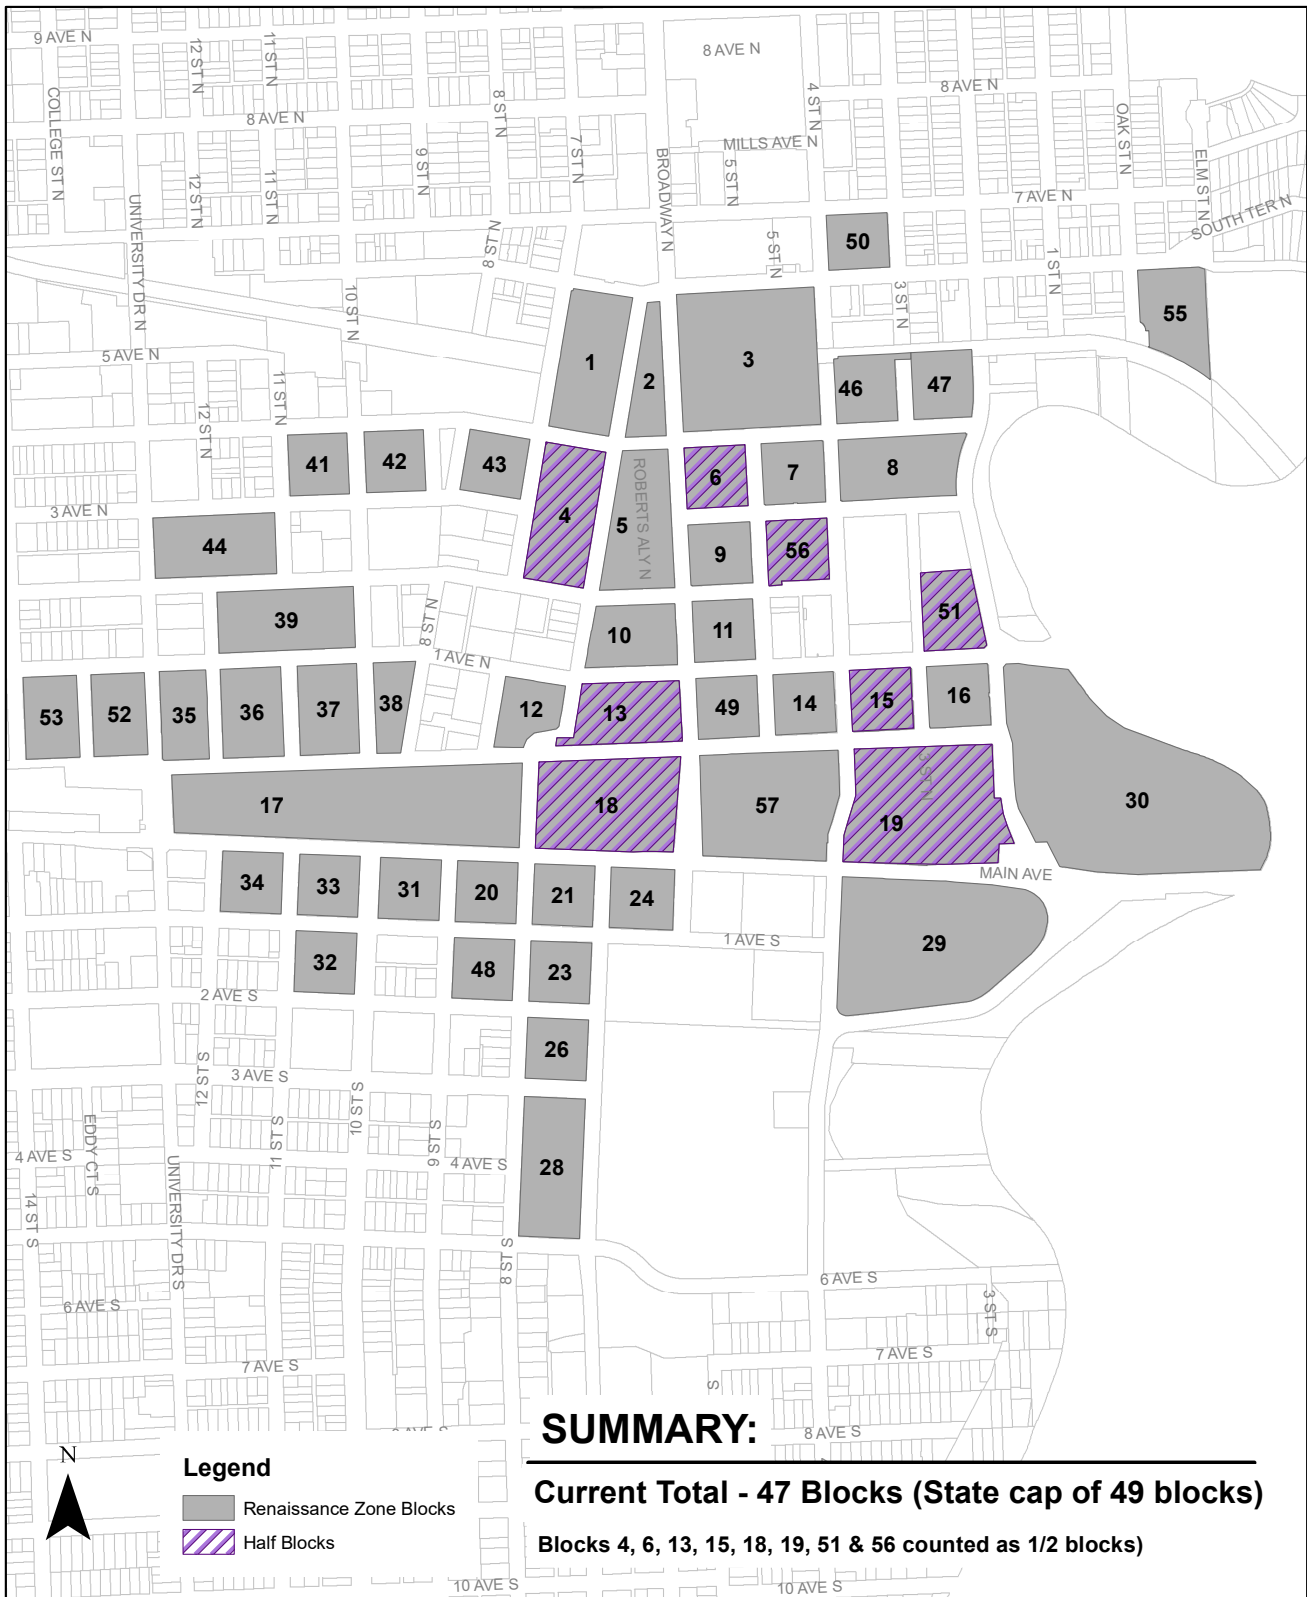 9 AVE N
12 ST N
11 ST N
8 AVE N
COLLEGE ST N
8 AVE N
8 ST N
4 ST N
8 AVE N
OAK ST N
9 ST N
7 ST N
BROADWAY N
MILLS AVE N
5 ST N
ELM ST N
UNIVERSITY DR N
12 ST N
11 ST N
7 AVE N
SOUTH TER N
8 ST N
5 ST N
50
1 ST N
10 ST N
3 ST N
55
5 AVE N
1
2
3
46
47
11 ST N
12 ST N
41
42
43
4
5
ROBERTS ALY N
6
7
8
3 AVE N
44
9
56
39
8 ST N
10
11
51
1 AVE N
53
52
35
36
37
38
12
13
49
14
15
16
17
18
57
3 ST N
19
30
MAIN AVE
34
33
31
20
21
24
1 AVE S
29
32
48
23
2 AVE S
26
12 ST S
3 AVE S
10 ST S
11 ST S
9 ST S
4 AVE S
EDDY CT S
4 AVE S
28
14 ST S
UNIVERSITY DR S
8 ST S
6 AVE S
6 AVE S
3 ST S
7 AVE S
7 AVE S
S
8 AVE S
SUMMARY:
N
Legend
Renaissance Zone Blocks
Half Blocks
Current Total - 47 Blocks (State cap of 49 blocks)
Blocks 4, 6, 13, 15, 18, 19, 51 & 56 counted as 1/2 blocks)
10 AVE S
10 AVE S